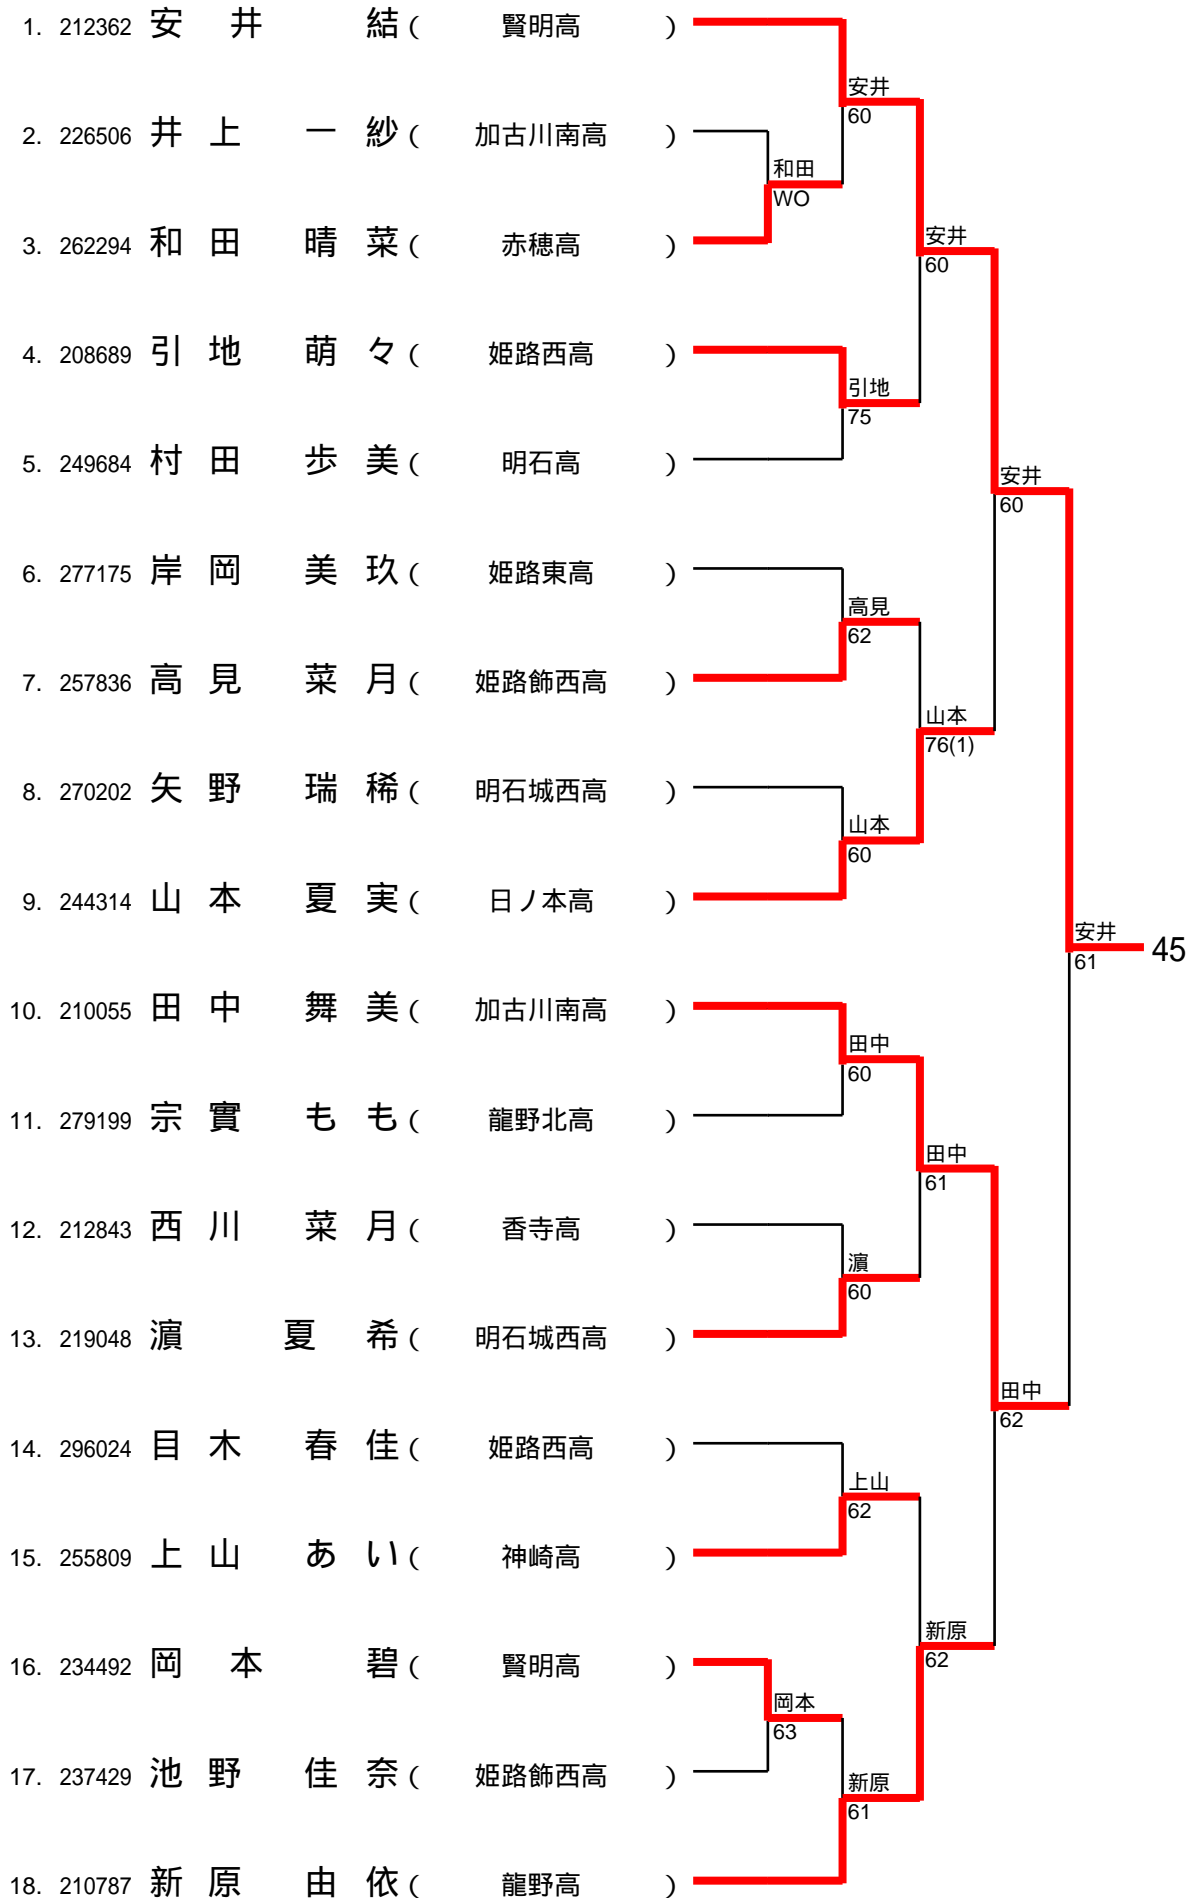 1. 212362 安井 結 ( 賢明高 )
安井
60
2. 226506 井上 一紗 ( 加古川南高 )
和田
WO
3. 262294 和田 晴菜 ( 赤穂高 )
安井
60
4. 208689 引地 萌々 ( 姫路西高 )
引地
75
5. 249684 村田 歩美 ( 明石高 )
安井
60
6. 277175 岸岡 美玖 ( 姫路東高 )
高見
62
7. 257836 高見 菜月 ( 姫路飾西高 )
山本
76(1)
8. 270202 矢野 瑞稀 ( 明石城西高 )
山本
60
9. 244314 山本 夏実 ( 日ノ本高 )
安井
61
45
10. 210055 田中 舞美 ( 加古川南高 )
田中
60
11. 279199 宗實 もも ( 龍野北高 )
田中
61
12. 212843 西川 菜月 ( 香寺高 )
濵
60
13. 219048 濵 夏希 ( 明石城西高 )
田中
62
14. 296024 目木 春佳 ( 姫路西高 )
上山
62
15. 255809 上山 あい ( 神崎高 )
新原
62
16. 234492 岡本 碧 ( 賢明高 )
岡本
63
17. 237429 池野 佳奈 ( 姫路飾西高 )
新原
61
18. 210787 新原 由依 ( 龍野高 )